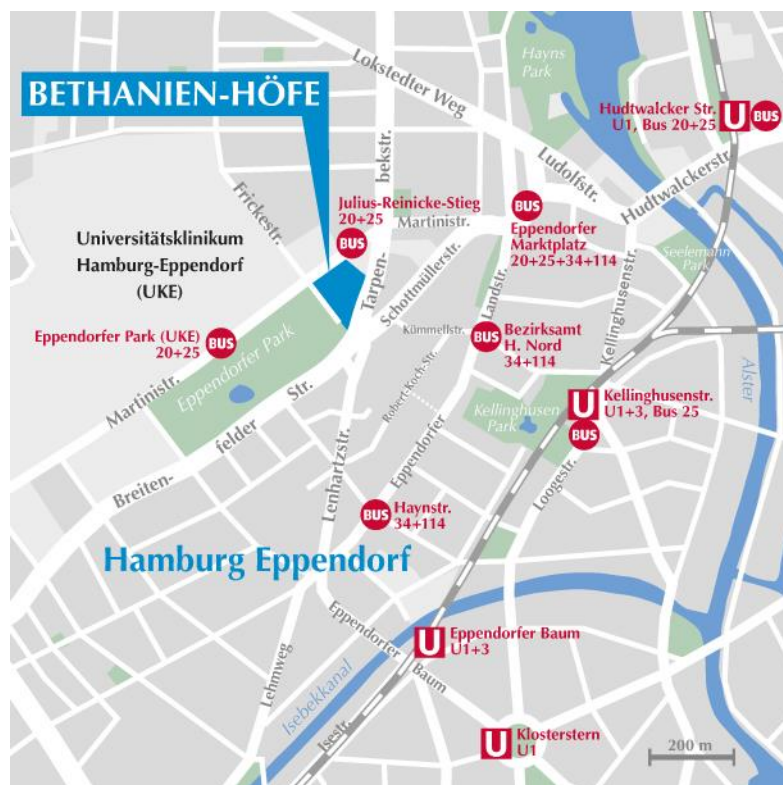 Hayns
Park
Lokstedter Weg
BETHANIEN-HÖFE
Hudtwalcker Str.
U1, Bus 20+25
U
BUS
bekstr.
Ludolfstr.
Hudtwalckerstr.
Frickestr.
Julius-Reinicke-Stieg
20+25
BUS
Martinistr.
BUS
Eppendorfer
Marktplatz
20+25+34+114
Universitätsklinikum
Hamburg-Eppendorf
(UKE)
Tarpen-
Schottmüllerstr.
Landstr.
Kellinghusenstr.
Seelemann
Park
Eppendorfer Park (UKE)
20+25
BUS
Eppendorfer Park
Kümmellstr.
BUS
Bezirksamt
H. Nord
34+114
Alster
Martinistr.
Str.
Robert-Koch-Str.
Kellinghusen
Park
U
Kellinghusenstr.
U1+3, Bus 25
BUS
felder
Breiten-
Lenhartzstr.
Eppendorfer
Loogestr.
BUS
Haynstr.
34+114
Hamburg Eppendorf
Eppendorfer
Baum
U
Eppendorfer Baum
U1+3
Lehmweg
Isebekkanal
Isestr.
U
Klosterstern
U1
200 m